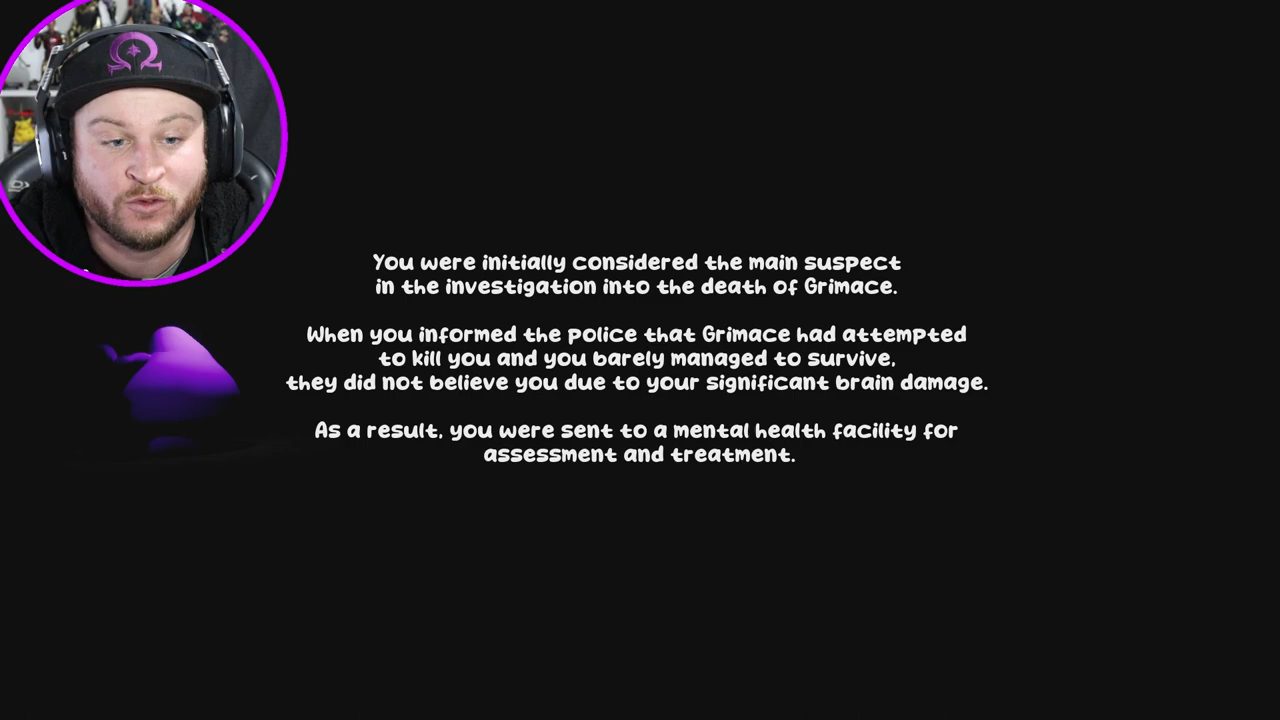 You were initially considered the main suspect
in the investigation into the death of Grimace.
When you informed the police that Grimace had attempted
to kill you and you barely managed to survive,
they did not believe you due to your significant brain damage.
As a result, you were sent to a mental health facility for
assessment and treatment.